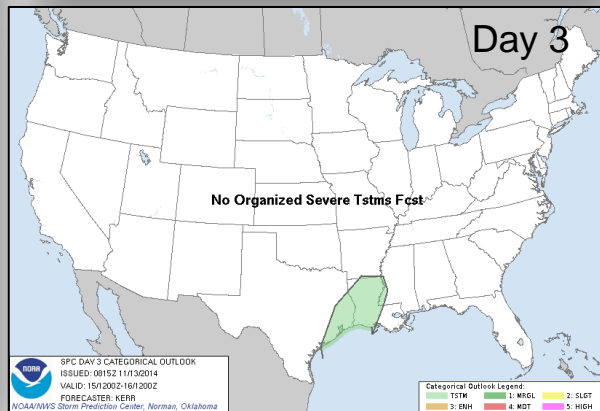 Day 3
No Organized Severe Tstms Fcst
NOAA
SPC DAY 3 CATEGORICAL OUTLOOK
ISSUED: 0815Z 11/13/2014
VALID: 15/1200Z-16/1200Z
FORECASTER: KERR
NOAA/NWS Storm Prediction Center, Norman, Oklahoma
Categorical Outlook Legend:
TSTM 1: MRGL 2: SLGT
3: ENH 4: MDT 5: HIGH